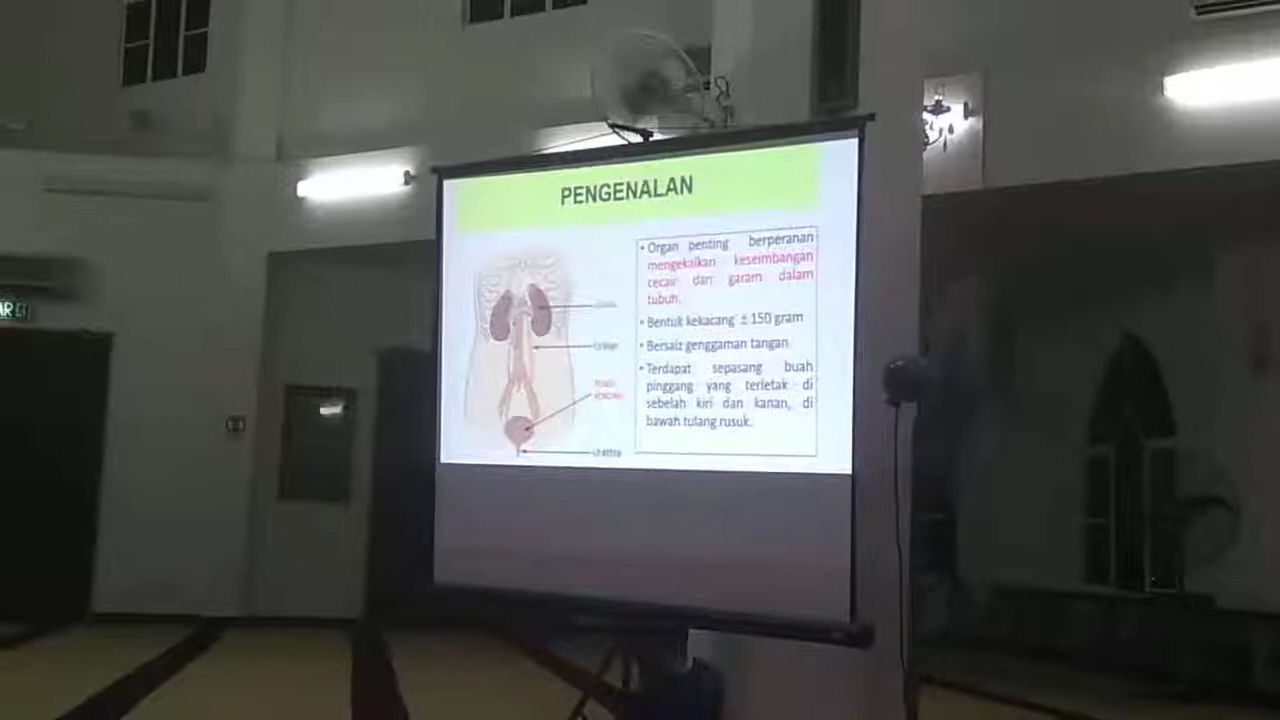 PENGENALAN
• Organ penting berperanan
mengekalkan keseimbangan
cecair dan garam dalam
tubuh.
• Bentuk kekacang ± 150 gram
• Bersaiz genggaman tangan
• Terdapat sepasang buah
pinggang yang terletak di
sebelah kiri dan kanan, di
bawah tulang rusuk.
Urethra